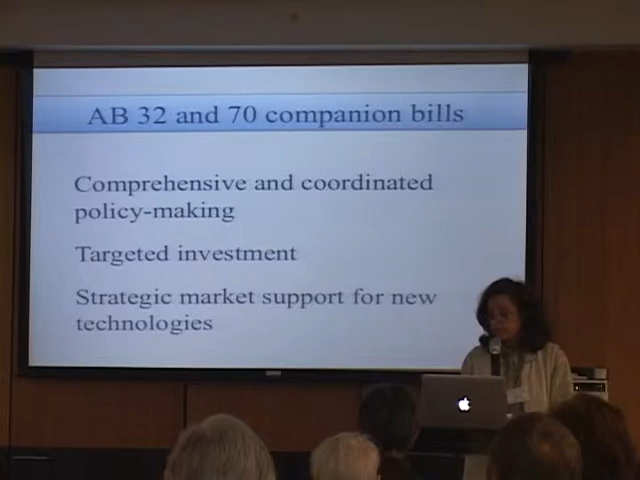 AB 32 and 70 companion bills
Comprehensive and coordinated
policy-making
Targeted investment
Strategic market support for new
technologies